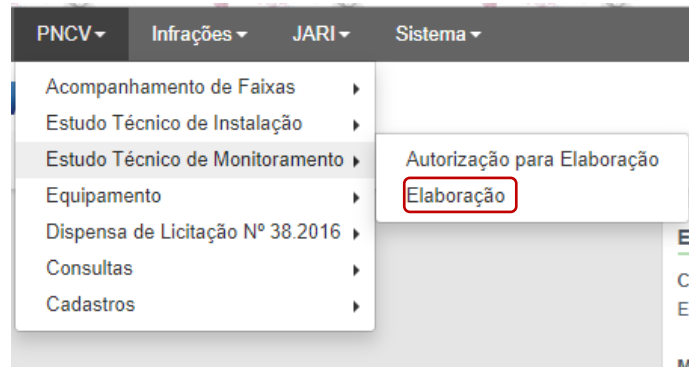 PNCV Infrações JARI Sistema
Acompanhamento de Faixas
Estudo Técnico de Instalação
Estudo Técnico de Monitoramento
Autorização para Elaboração
Equipamento
Elaboração
Dispensa de Licitação Nº 38.2016
Consultas
Cadastros